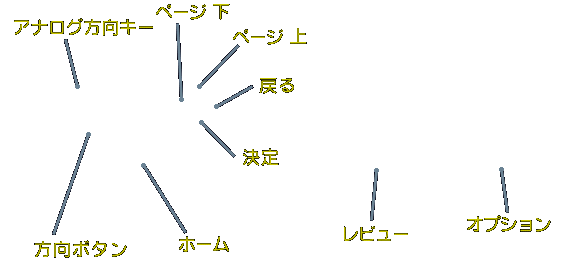 アナログ方向キー
ページ 下
ページ 上
戻る
決定
方向ボタン
ホーム
レビュー
オプション